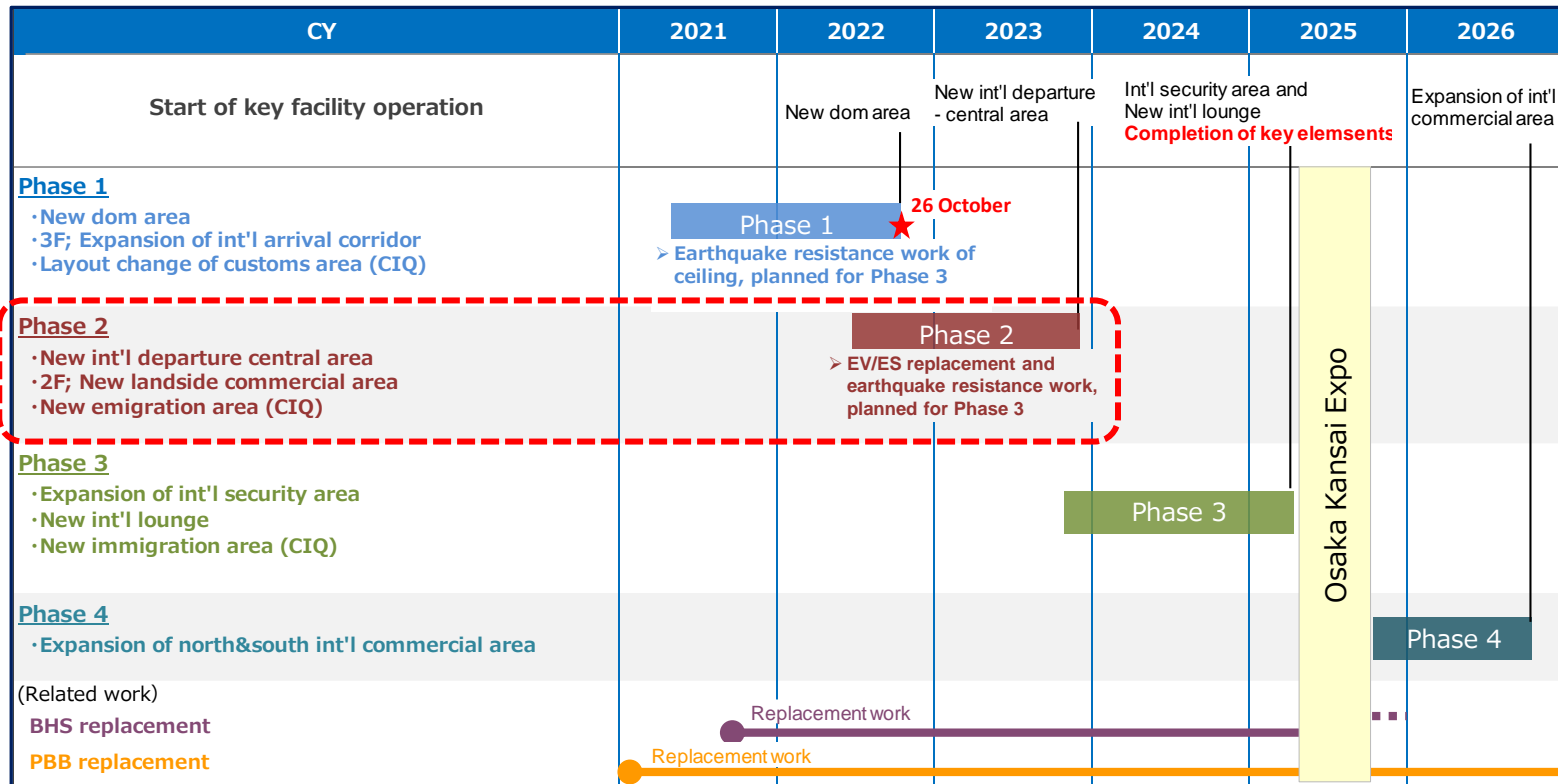 CY 2021 2022 2023 2024 2025 2026
Start of key facility operation
New dom area
New int'l departure
- central area
Int'l security area and
New int'l lounge
Completion of key elemsents
Expansion of int'l
commercial area
Phase 1
・New dom area
・3F; Expansion of int'l arrival corridor
・Layout change of customs area (CIQ)
Phase 1
26 October
➢ Earthquake resistance work of
ceiling, planned for Phase 3
Phase 2
・New int'l departure central area
・2F; New landside commercial area
・New emigration area (CIQ)
Phase 2
➢ EV/ES replacement and
earthquake resistance work,
planned for Phase 3
Phase 3
・Expansion of int'l security area
・New int'l lounge
・New immigration area (CIQ)
Phase 3
Osaka Kansai Expo
Phase 4
・Expansion of north&south int'l commercial area
Phase 4
(Related work)
BHS replacement
Replacement work
PBB replacement
Replacement work